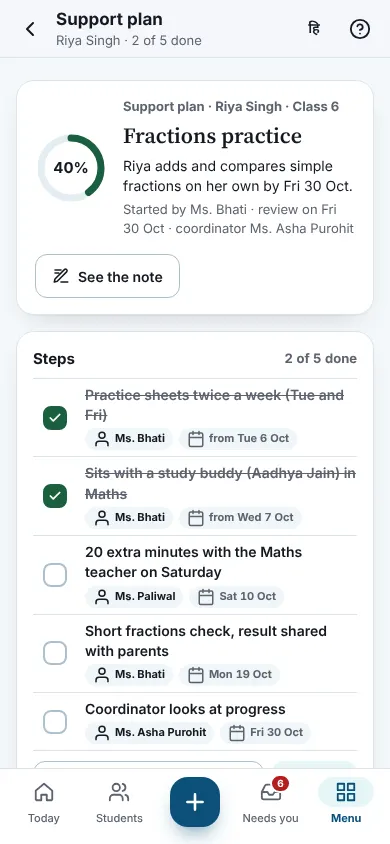 Support plan
Riya Singh · 2 of 5 done
हि
Support plan · Riya Singh · Class 6
Fractions practice
40%
Riya adds and compares simple
fractions on her own by Fri 30 Oct.
Started by Ms. Bhati · review on Fri
30 Oct · coordinator Ms. Asha Purohit
See the note
Steps
2 of 5 done
Practice sheets twice a week (Tue and
Fri)
Ms. Bhati
from Tue 6 Oct
Sits with a study buddy (Aadhya Jain) in
Maths
Ms. Bhati
from Wed 7 Oct
20 extra minutes with the Maths
teacher on Saturday
Ms. Paliwal
Sat 10 Oct
Short fractions check, result shared
with parents
Ms. Bhati
Mon 19 Oct
Coordinator looks at progress
Ms. Asha Purohit
Fri 30 Oct
6
Today
Students
Needs you
Menu